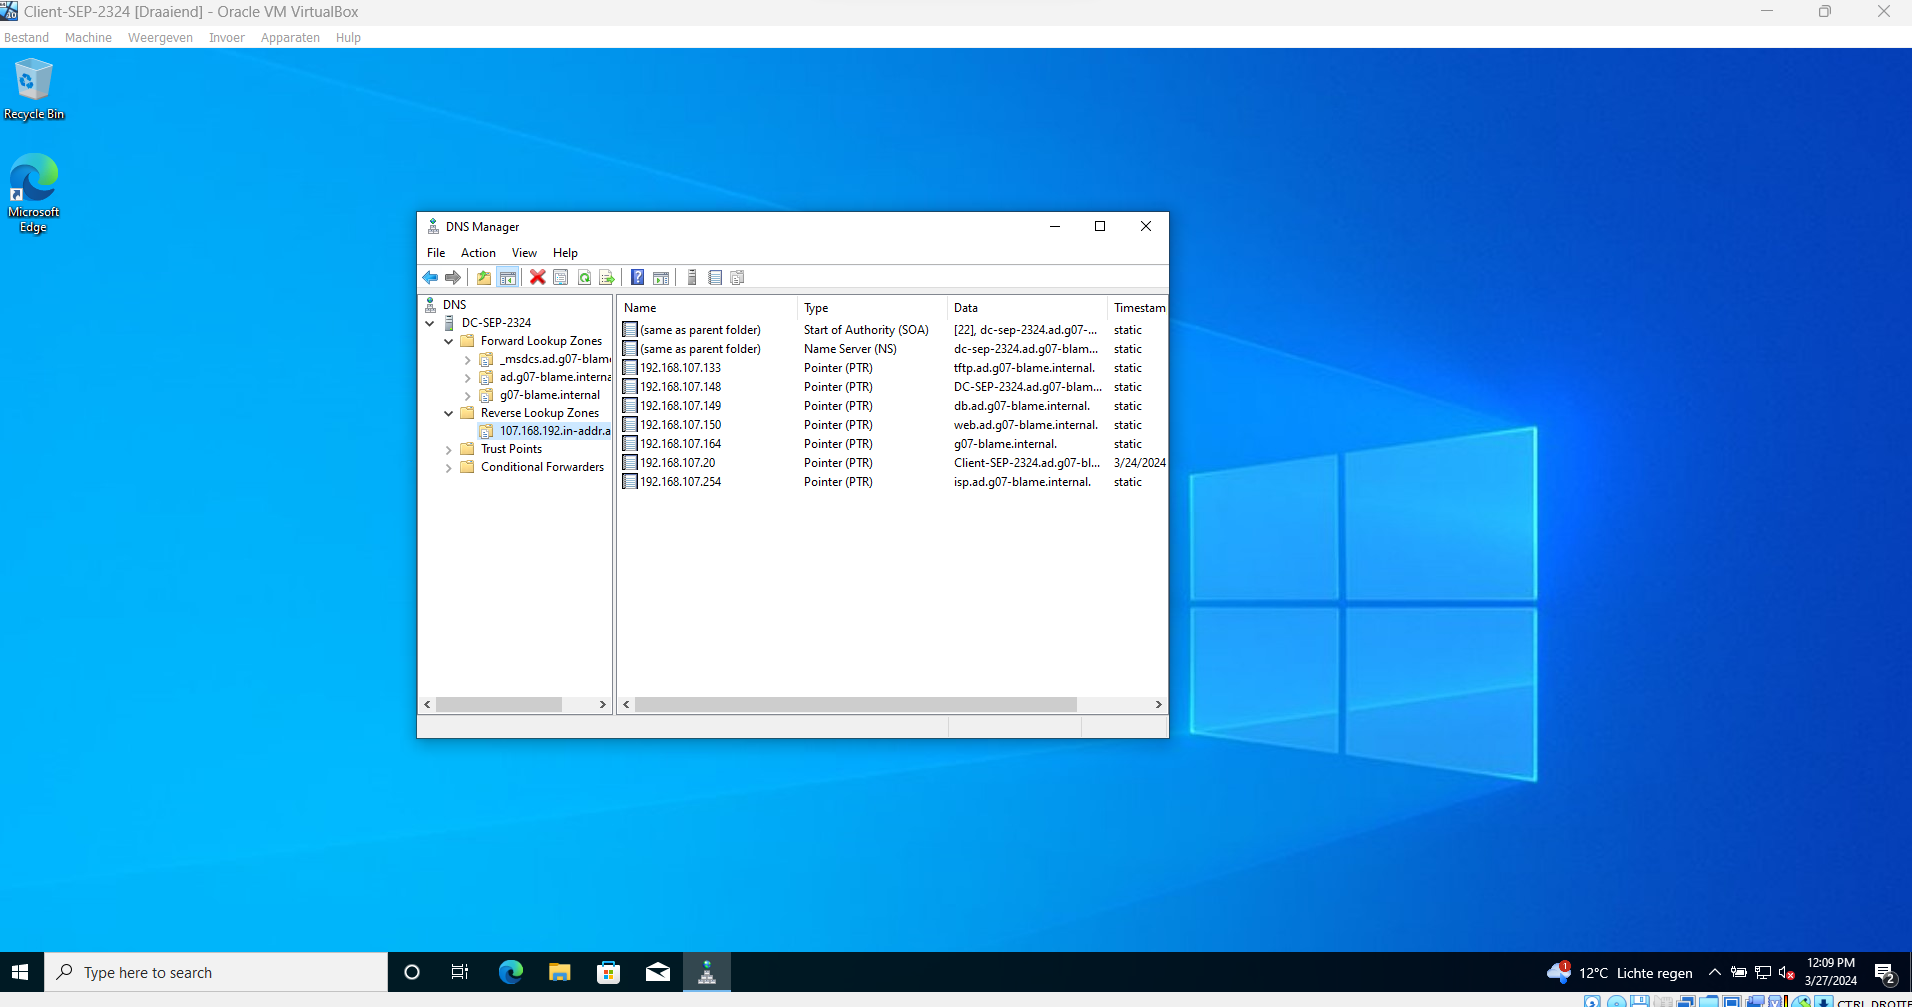 Client-SEP-2324 [Draaiend] - Oracle VM VirtualBox
Bestand Machine Weergeven Invoer Apparaten Hulp
Recycle Bin
Microsoft
Edge
DNS Manager
File Action View Help
DNS
DC-SEP-2324
Forward Lookup Zones
_msdcs.ad.g07-blame
ad.g07-blame.interna
g07-blame.internal
Reverse Lookup Zones
107.168.192.in-addr.a
Trust Points
Conditional Forwarders
Name Type Data Timestam
(same as parent folder) Start of Authority (SOA) [22], dc-sep-2324.ad.g07-... static
(same as parent folder) Name Server (NS) dc-sep-2324.ad.g07-blam... static
192.168.107.133 Pointer (PTR) tftp.ad.g07-blame.internal. static
192.168.107.148 Pointer (PTR) DC-SEP-2324.ad.g07-blam... static
192.168.107.149 Pointer (PTR) db.ad.g07-blame.internal. static
192.168.107.150 Pointer (PTR) web.ad.g07-blame.internal. static
192.168.107.164 Pointer (PTR) g07-blame.internal. static
192.168.107.20 Pointer (PTR) Client-SEP-2324.ad.g07-bl... 3/24/2024
192.168.107.254 Pointer (PTR) isp.ad.g07-blame.internal. static
Type here to search
1
12°C Lichte regen
12:09 PM
3/27/2024
2